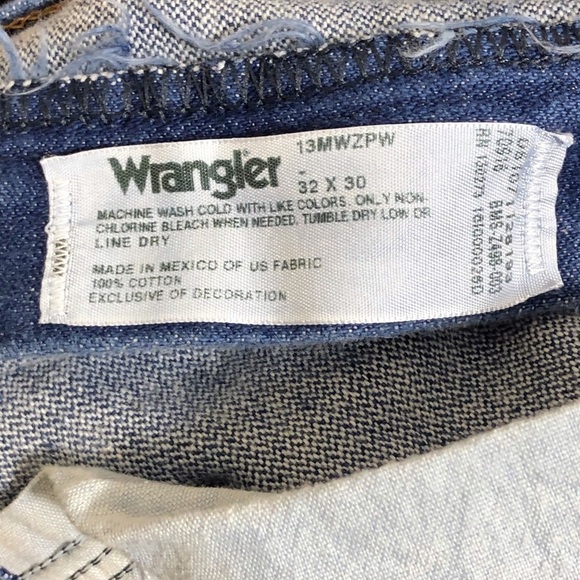 Wrangler
13MWZPW
-
32 X 30
MACHINE WASH COLD WITH LIKE COLORS. ONLY NON-
CHLORINE BLEACH WHEN NEEDED. TUMBLE DRY LOW OR
LINE DRY
MADE IN MEXICO OF US FABRIC
100% COTTON
EXCLUSIVE OF DECORATION